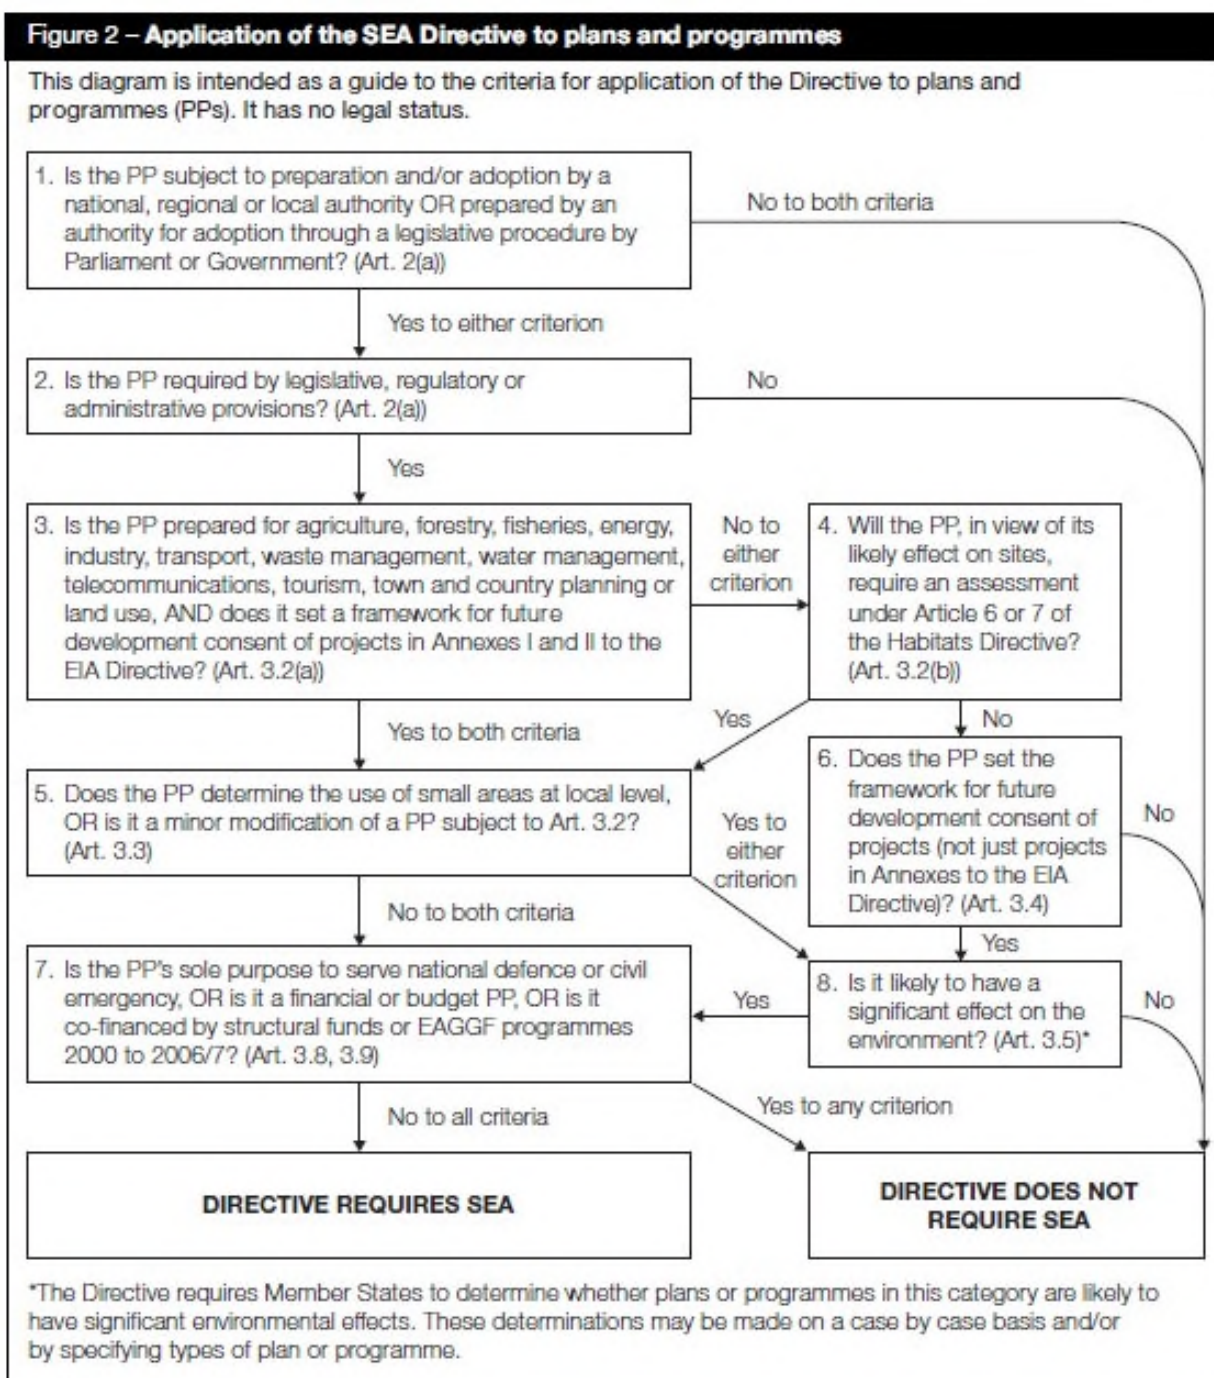 Figure 2 – Application of the SEA Directive to plans and programmes
This diagram is intended as a guide to the criteria for application of the Directive to plans and
programmes (PPs). It has no legal status.
1. Is the PP subject to preparation and/or adoption by a
national, regional or local authority OR prepared by an
authority for adoption through a legislative procedure by
Parliament or Government? (Art. 2(a))
No to both criteria
Yes to either criterion
2. Is the PP required by legislative, regulatory or
administrative provisions? (Art. 2(a))
No
Yes
3. Is the PP prepared for agriculture, forestry, fisheries, energy,
industry, transport, waste management, water management,
telecommunications, tourism, town and country planning or
land use, AND does it set a framework for future
development consent of projects in Annexes I and II to the
EIA Directive? (Art. 3.2(a))
No to
either
criterion
4. Will the PP, in view of its
likely effect on sites,
require an assessment
under Article 6 or 7 of
the Habitats Directive?
(Art. 3.2(b))
Yes to both criteria
Yes
No
5. Does the PP determine the use of small areas at local level,
OR is it a minor modification of a PP subject to Art. 3.2?
(Art. 3.3)
Yes to
either
criterion
6. Does the PP set the
framework for future
development consent of
projects (not just projects
in Annexes to the EIA
Directive)? (Art. 3.4)
No
No to both criteria
Yes
7. Is the PP's sole purpose to serve national defence or civil
emergency, OR is it a financial or budget PP, OR is it
co-financed by structural funds or EAGGF programmes
2000 to 2006/7? (Art. 3.8, 3.9)
Yes
8. Is it likely to have a
significant effect on the
environment? (Art. 3.5)*
No
No to all criteria
Yes to any criterion
DIRECTIVE REQUIRES SEA
DIRECTIVE DOES NOT
REQUIRE SEA
*The Directive requires Member States to determine whether plans or programmes in this category are likely to
have significant environmental effects. These determinations may be made on a case by case basis and/or
by specifying types of plan or programme.